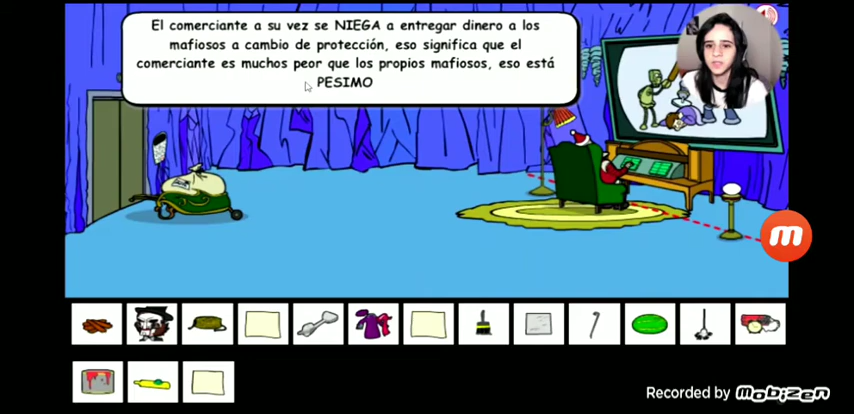 El comerciante a su vez se NIEGA a entregar dinero a los
mafiosos a cambio de protección, eso significa que el
comerciante es muchos peor que los propios mafiosos, eso está
PESIMO
Recorded by mobizen